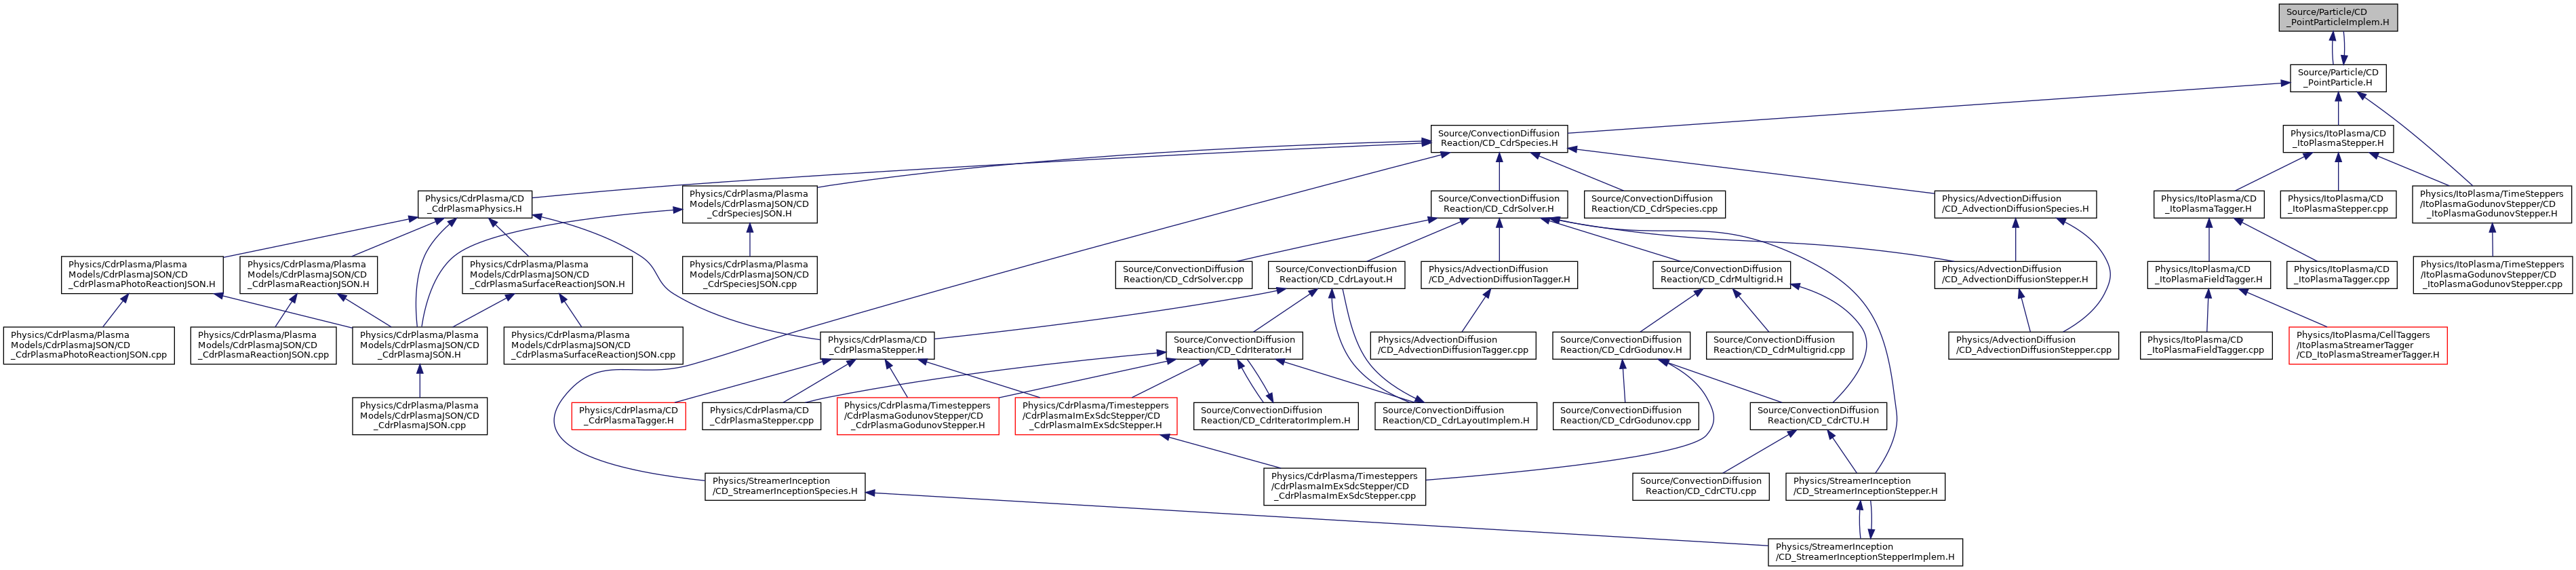 Source/Particle/CD
_PointParticleImplem.H
Source/Particle/CD
_PointParticle.H
Source/ConvectionDiffusion
Reaction/CD_CdrSpecies.H
Physics/ItoPlasma/CD
_ItoPlasmaStepper.H
Physics/CdrPlasma/CD
_CdrPlasmaPhysics.H
Physics/CdrPlasma/Plasma
Models/CdrPlasmaJSON/CD
_CdrSpeciesJSON.H
Source/ConvectionDiffusion
Reaction/CD_CdrSolver.H
Source/ConvectionDiffusion
Reaction/CD_CdrSpecies.cpp
Physics/AdvectionDiffusion
/CD_AdvectionDiffusionSpecies.H
Physics/ItoPlasma/CD
_ItoPlasmaTagger.H
Physics/ItoPlasma/CD
_ItoPlasmaStepper.cpp
Physics/ItoPlasma/TimeSteppers
/ItoPlasmaGodunovStepper/CD
_ItoPlasmaGodunovStepper.H
Physics/CdrPlasma/Plasma
Models/CdrPlasmaJSON/CD
_CdrPlasmaPhotoReactionJSON.H
Physics/CdrPlasma/Plasma
Models/CdrPlasmaJSON/CD
_CdrPlasmaReactionJSON.H
Physics/CdrPlasma/Plasma
Models/CdrPlasmaJSON/CD
_CdrPlasmaSurfaceReactionJSON.H
Physics/CdrPlasma/Plasma
Models/CdrPlasmaJSON/CD
_CdrSpeciesJSON.cpp
Source/ConvectionDiffusion
Reaction/CD_CdrSolver.cpp
Source/ConvectionDiffusion
Reaction/CD_CdrLayout.H
Physics/AdvectionDiffusion
/CD_AdvectionDiffusionTagger.H
Source/ConvectionDiffusion
Reaction/CD_CdrMultigrid.H
Physics/AdvectionDiffusion
/CD_AdvectionDiffusionStepper.H
Physics/ItoPlasma/CD
_ItoPlasmaFieldTagger.H
Physics/ItoPlasma/CD
_ItoPlasmaTagger.cpp
Physics/ItoPlasma/TimeSteppers
/ItoPlasmaGodunovStepper/CD
_ItoPlasmaGodunovStepper.cpp
Physics/CdrPlasma/Plasma
Models/CdrPlasmaJSON/CD
_CdrPlasmaPhotoReactionJSON.cpp
Physics/CdrPlasma/Plasma
Models/CdrPlasmaJSON/CD
_CdrPlasmaReactionJSON.cpp
Physics/CdrPlasma/Plasma
Models/CdrPlasmaJSON/CD
_CdrPlasmaJSON.H
Physics/CdrPlasma/Plasma
Models/CdrPlasmaJSON/CD
_CdrPlasmaSurfaceReactionJSON.cpp
Physics/CdrPlasma/CD
_CdrPlasmaStepper.H
Source/ConvectionDiffusion
Reaction/CD_CdrIterator.H
Physics/AdvectionDiffusion
/CD_AdvectionDiffusionTagger.cpp
Source/ConvectionDiffusion
Reaction/CD_CdrGodunov.H
Source/ConvectionDiffusion
Reaction/CD_CdrMultigrid.cpp
Physics/AdvectionDiffusion
/CD_AdvectionDiffusionStepper.cpp
Physics/ItoPlasma/CD
_ItoPlasmaFieldTagger.cpp
Physics/ItoPlasma/CellTaggers
/ItoPlasmaStreamerTagger
/CD_ItoPlasmaStreamerTagger.H
Physics/CdrPlasma/Plasma
Models/CdrPlasmaJSON/CD
_CdrPlasmaJSON.cpp
Physics/CdrPlasma/CD
_CdrPlasmaTagger.H
Physics/CdrPlasma/CD
_CdrPlasmaStepper.cpp
Physics/CdrPlasma/Timesteppers
/CdrPlasmaGodunovStepper/CD
_CdrPlasmaGodunovStepper.H
Physics/CdrPlasma/Timesteppers
/CdrPlasmaImExSdcStepper/CD
_CdrPlasmaImExSdcStepper.H
Source/ConvectionDiffusion
Reaction/CD_CdrIteratorImplem.H
Source/ConvectionDiffusion
Reaction/CD_CdrLayoutImplem.H
Source/ConvectionDiffusion
Reaction/CD_CdrGodunov.cpp
Source/ConvectionDiffusion
Reaction/CD_CdrCTU.H
Physics/StreamerInception
/CD_StreamerInceptionSpecies.H
Physics/CdrPlasma/Timesteppers
/CdrPlasmaImExSdcStepper/CD
_CdrPlasmaImExSdcStepper.cpp
Source/ConvectionDiffusion
Reaction/CD_CdrCTU.cpp
Physics/StreamerInception
/CD_StreamerInceptionStepper.H
Physics/StreamerInception
/CD_StreamerInceptionStepperImplem.H